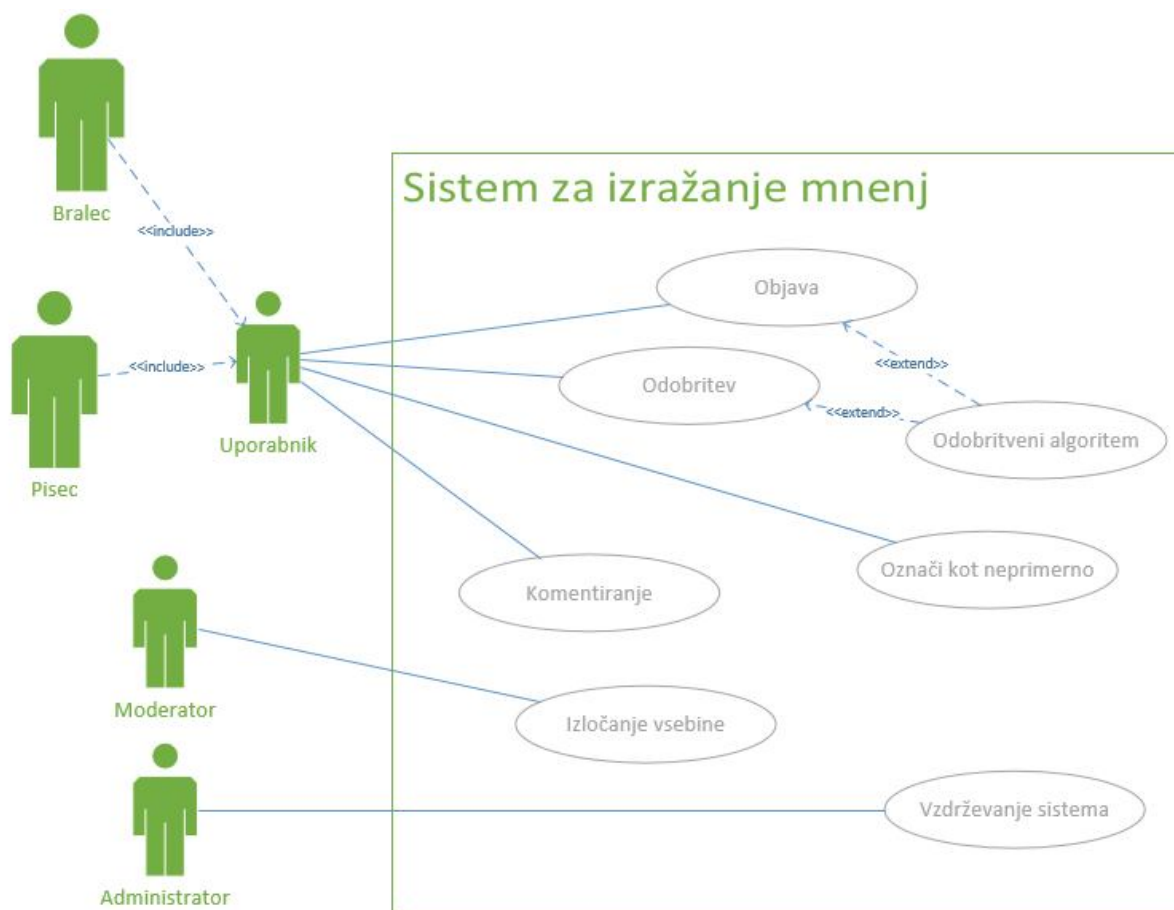 Bralec
<<include>>
Sistem za izražanje mnenj
Objava
Pisec
<<include>>
Uporabnik
Odobritev
<<extend>>
<<extend>>
Odobritveni algoritem
Označi kot neprimerno
Komentiranje
Moderator
Izločanje vsebine
Administrator
Vzdrževanje sistema